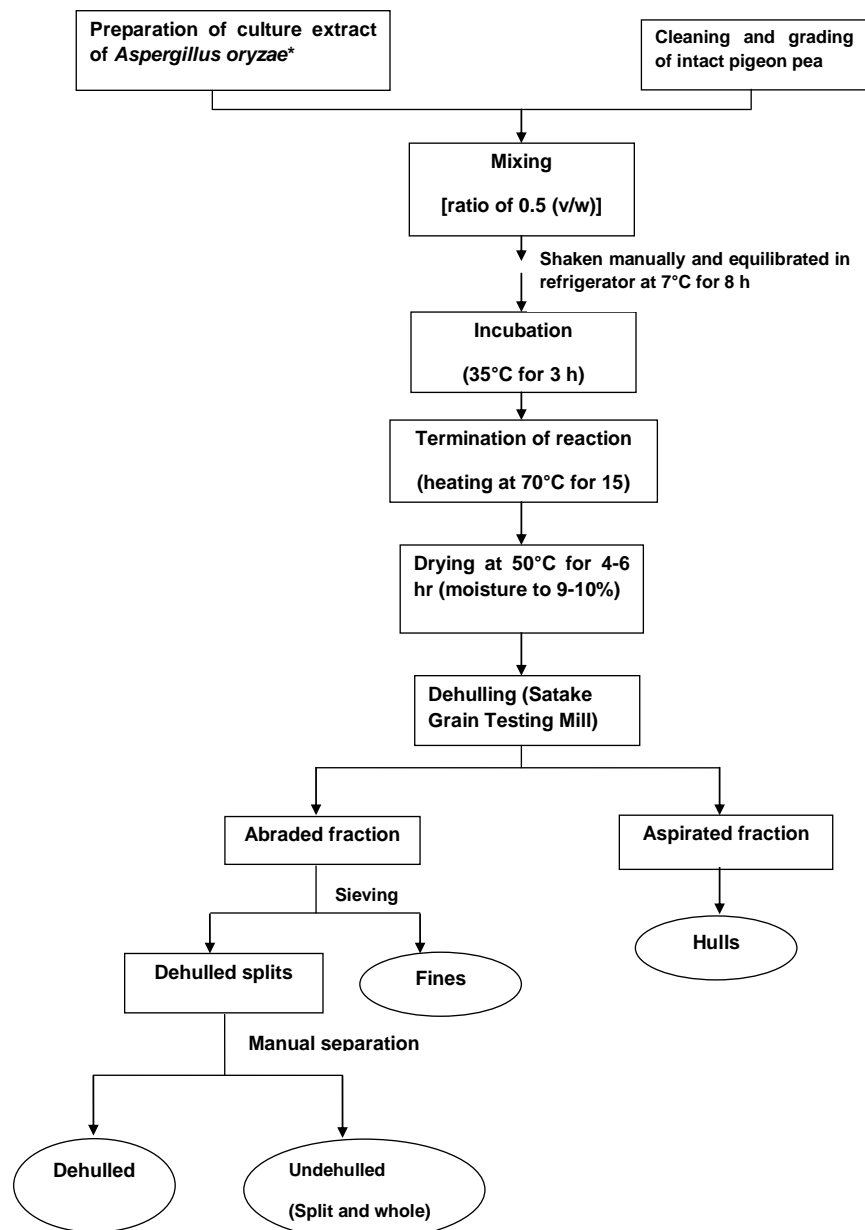 Preparation of culture extract
of Aspergillus oryzae*
Cleaning and grading
of intact pigeon pea
Mixing
[ratio of 0.5 (v/w)]
Shaken manually and equilibrated in
refrigerator at 7°C for 8 h
Incubation
(35°C for 3 h)
Termination of reaction
(heating at 70°C for 15)
Drying at 50°C for 4-6
hr (moisture to 9-10%)
Dehulling (Satake
Grain Testing Mill)
Abraded fraction
Aspirated fraction
Sieving
Hulls
Dehulled splits
Fines
Manual separation
Dehulled
Undehulled
(Split and whole)